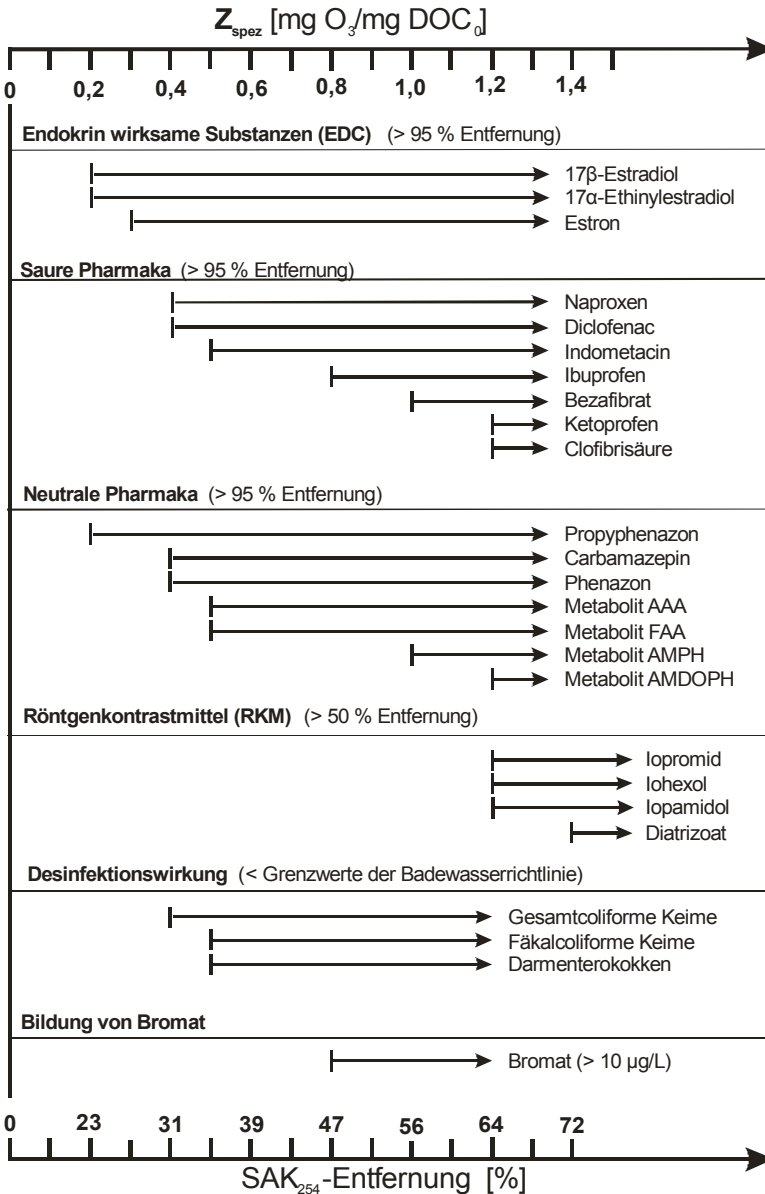 Z_spez [mg O₃/mg DOC₀]
0 0,2 0,4 0,6 0,8 1,0 1,2 1,4
Endokrin wirksame Substanzen (EDC) (> 95 % Entfernung)
17β-Estradiol
17α-Ethinylestradiol
Estron
Saure Pharmaka (> 95 % Entfernung)
Naproxen
Diclofenac
Indometacin
Ibuprofen
Bezafibrat
Ketoprofen
Clofibrisäure
Neutrale Pharmaka (> 95 % Entfernung)
Propyphenazon
Carbamazepin
Phenazon
Metabolit AAA
Metabolit FAA
Metabolit AMPH
Metabolit AMDOPH
Röntgenkontrastmittel (RKM) (> 50 % Entfernung)
Iopromid
Iohexol
Iopamidol
Diatrizoat
Desinfektionswirkung (< Grenzwerte der Badewasserrichtlinie)
Gesamtcoliforme Keime
Fäkalcoliforme Keime
Darmenterokokken
Bildung von Bromat
Bromat (> 10 µg/L)
0 23 31 39 47 56 64 72
SAK₂₅₄-Entfernung [%]